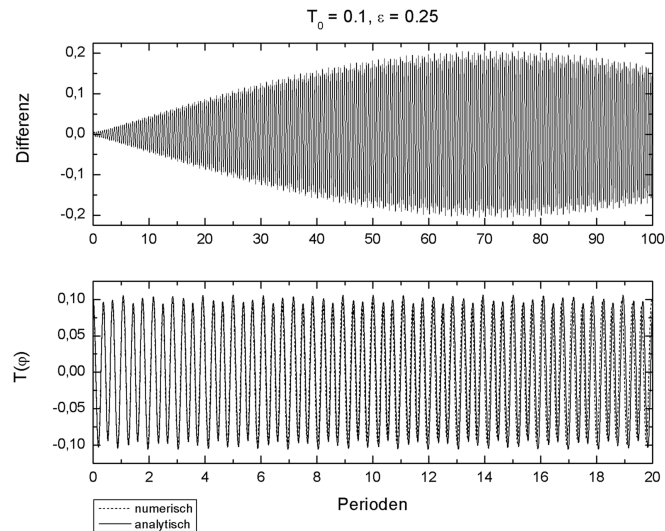 T₀ = 0.1, ε = 0.25
0,2
0,1
0,0
-0,1
-0,2
Differenz
0 10 20 30 40 50 60 70 80 90 100
0,10
0,05
0,00
-0,05
-0,10
T(φ)
0 2 4 6 8 10 12 14 16 18 20
Perioden
numerisch
analytisch